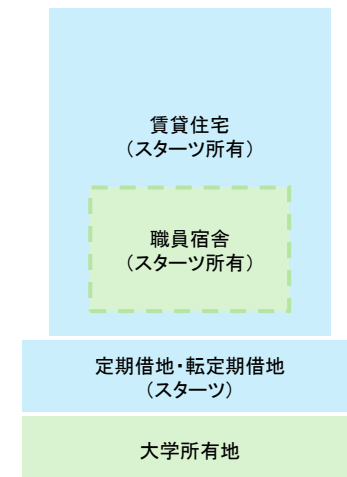 賃貸住宅
（スターツ所有）
職員宿舎
（スターツ所有）
定期借地・転定期借地
（スターツ）
大学所有地